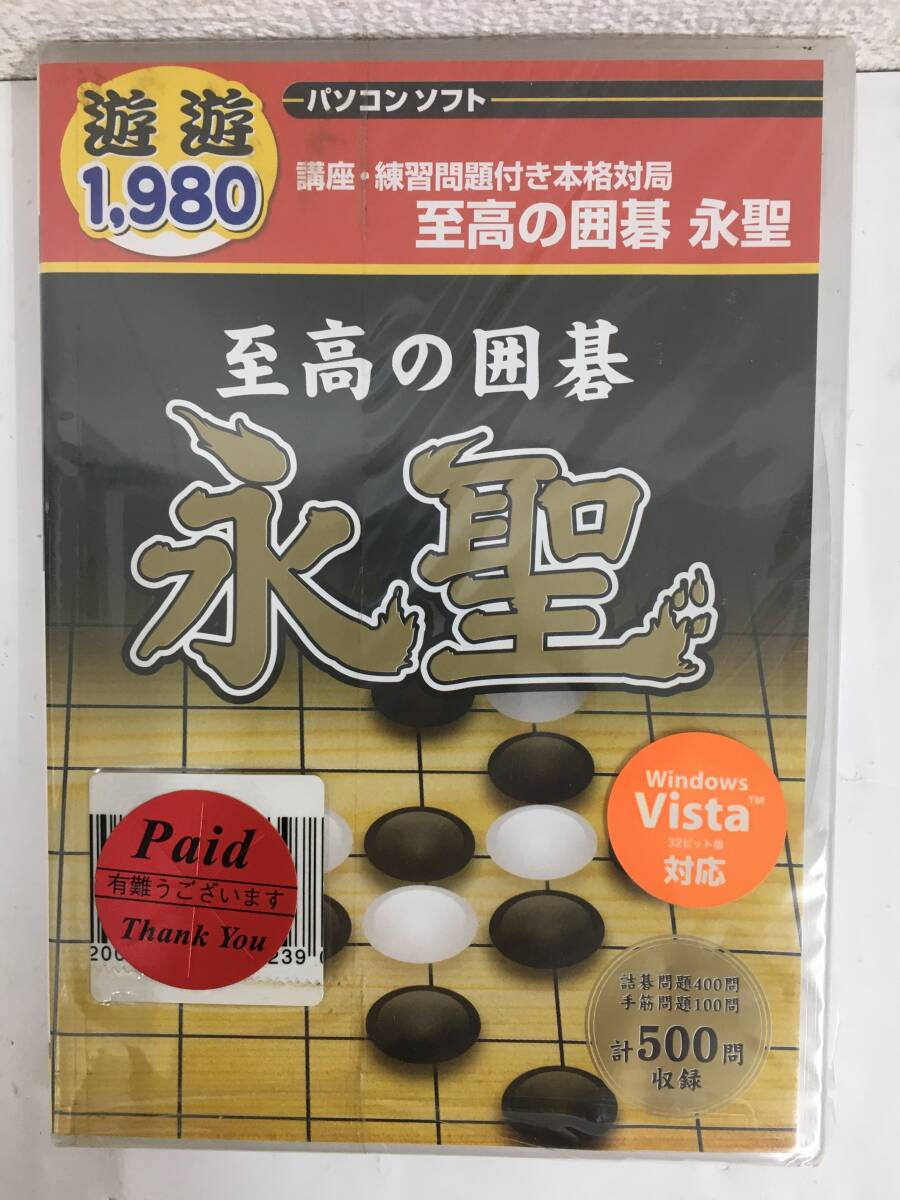 遊遊
1,980
パソコンソフト
講座・練習問題付き本格対局
至高の囲碁 永聖
至高の囲碁
永聖
Windows
Vista™
32ビット版
対応
Paid
有難うございます
Thank You
200
239
詰碁問題400問
手筋問題100問
計500問
収録